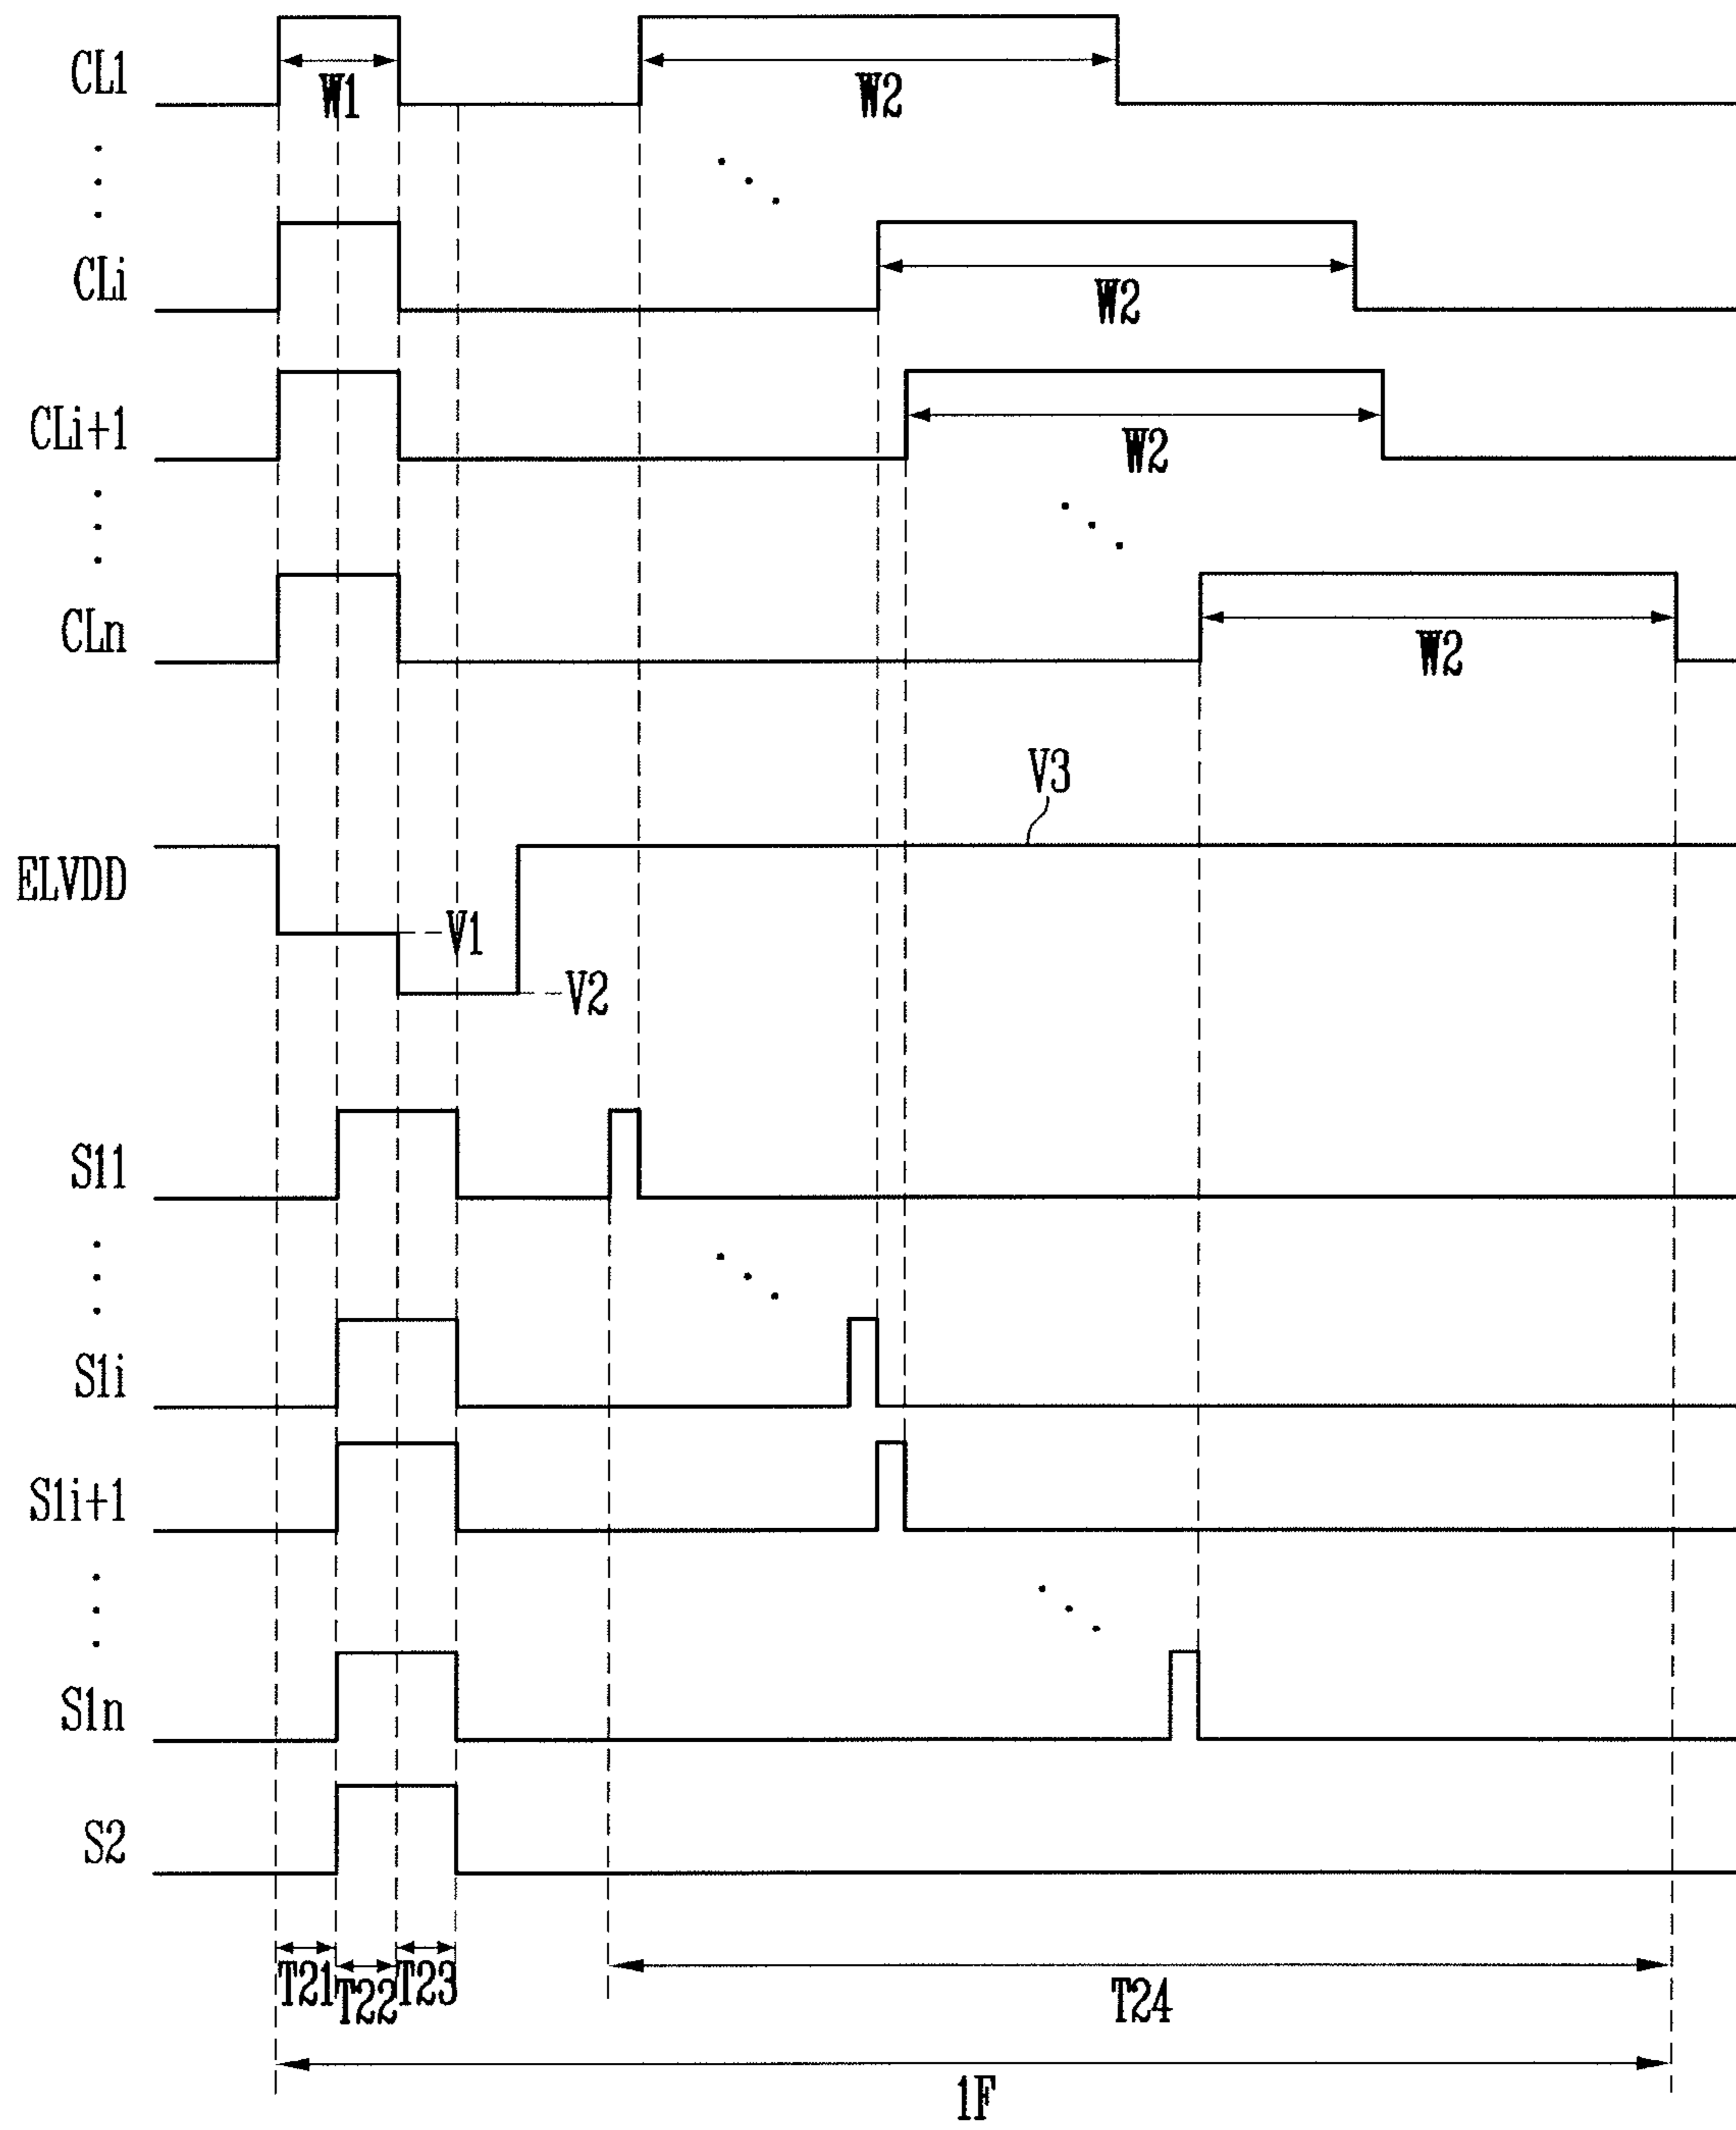 CL1
W1
W2
CLi
W2
CLi+1
W2
CLn
W2
V3
ELVDD
V1
V2
S11
S1i
S1i+1
S1n
S2
T21
T22
T23
T24
1F